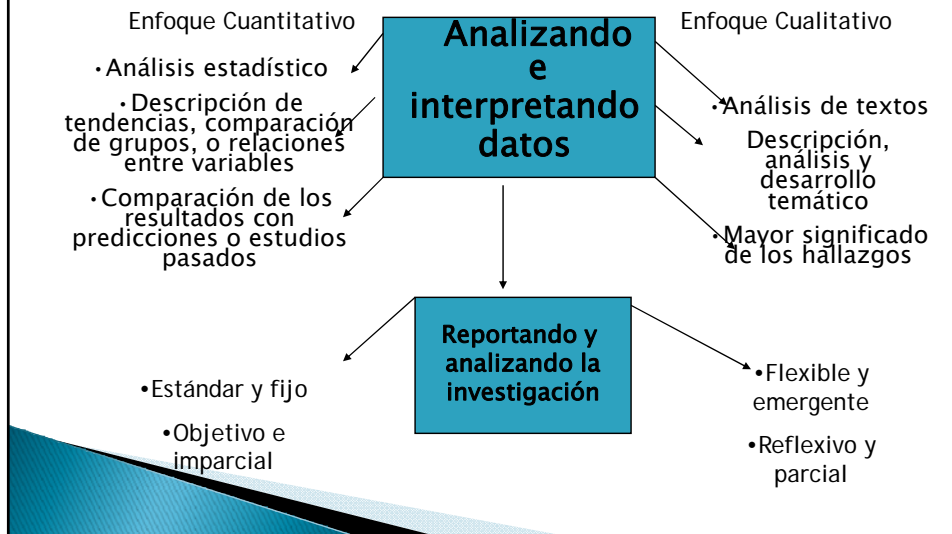 Enfoque Cuantitativo
•Análisis estadístico
•Descripción de
tendencias, comparación
de grupos, o relaciones
entre variables
•Comparación de los
resultados con
predicciones o estudios
pasados
Analizando
e
interpretando
datos
Enfoque Cualitativo
•Análisis de textos
Descripción,
análisis y
desarrollo
temático
•Mayor significado
de los hallazgos
Reportando y
analizando la
investigación
•Estándar y fijo
•Objetivo e
imparcial
•Flexible y
emergente
•Reflexivo y
parcial